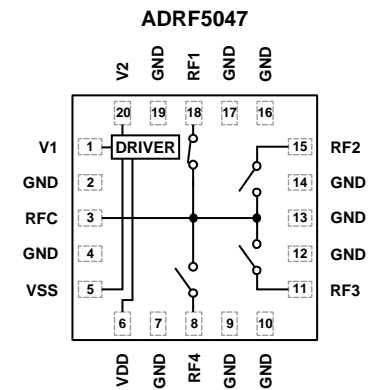 ADRF5047
V2 GND RF1 GND GND
20 19 18 17 16
V1 1 DRIVER 15 RF2
GND 2 14 GND
RFC 3 13 GND
GND 4 12 GND
VSS 5 11 RF3
6 7 8 9 10
VDD GND RF4 GND GND